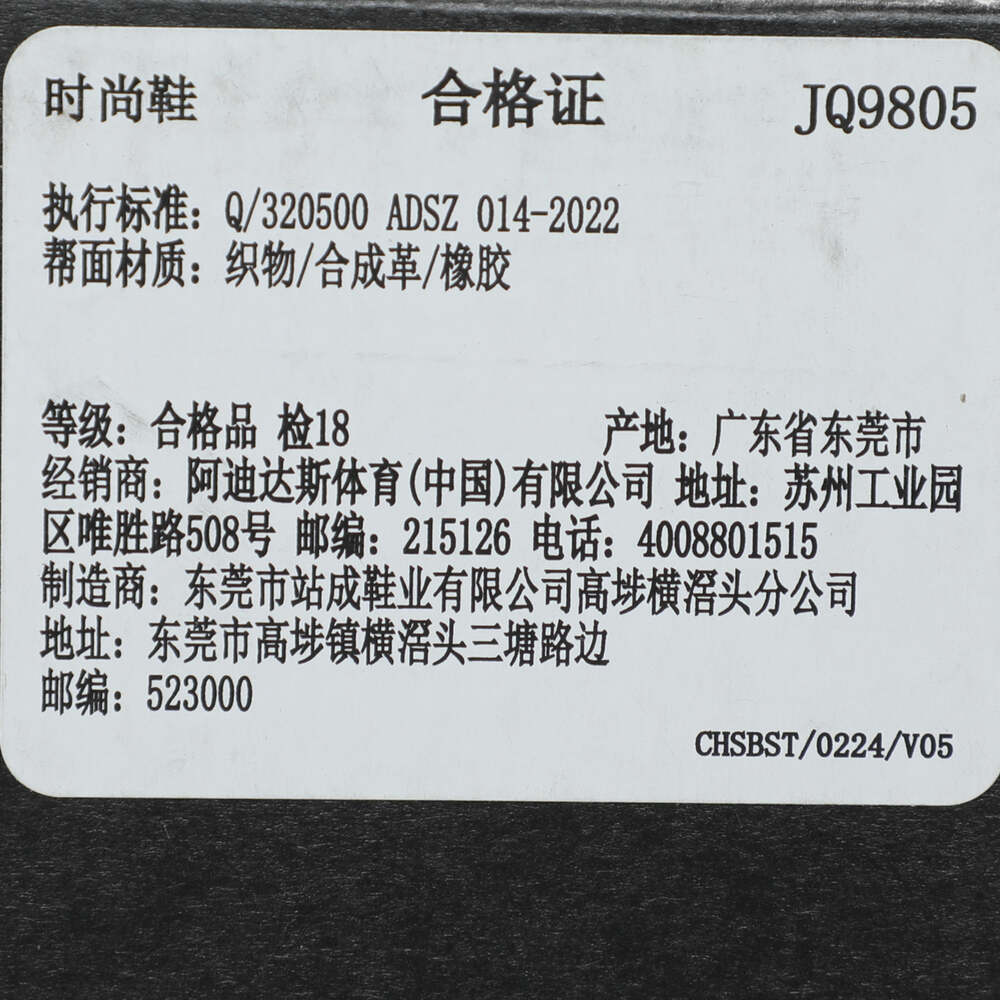 时尚鞋 合格证 JQ9805
执行标准：Q/320500 ADSZ 014-2022
帮面材质：织物/合成革/橡胶
等级：合格品 检18 产地：广东省东莞市
经销商：阿迪达斯体育(中国)有限公司 地址：苏州工业园
区唯胜路508号 邮编：215126 电话：4008801515
制造商：东莞市站成鞋业有限公司高埗横滘头分公司
地址：东莞市高埗镇横滘头三塘路边
邮编：523000
CHSBST/0224/V05